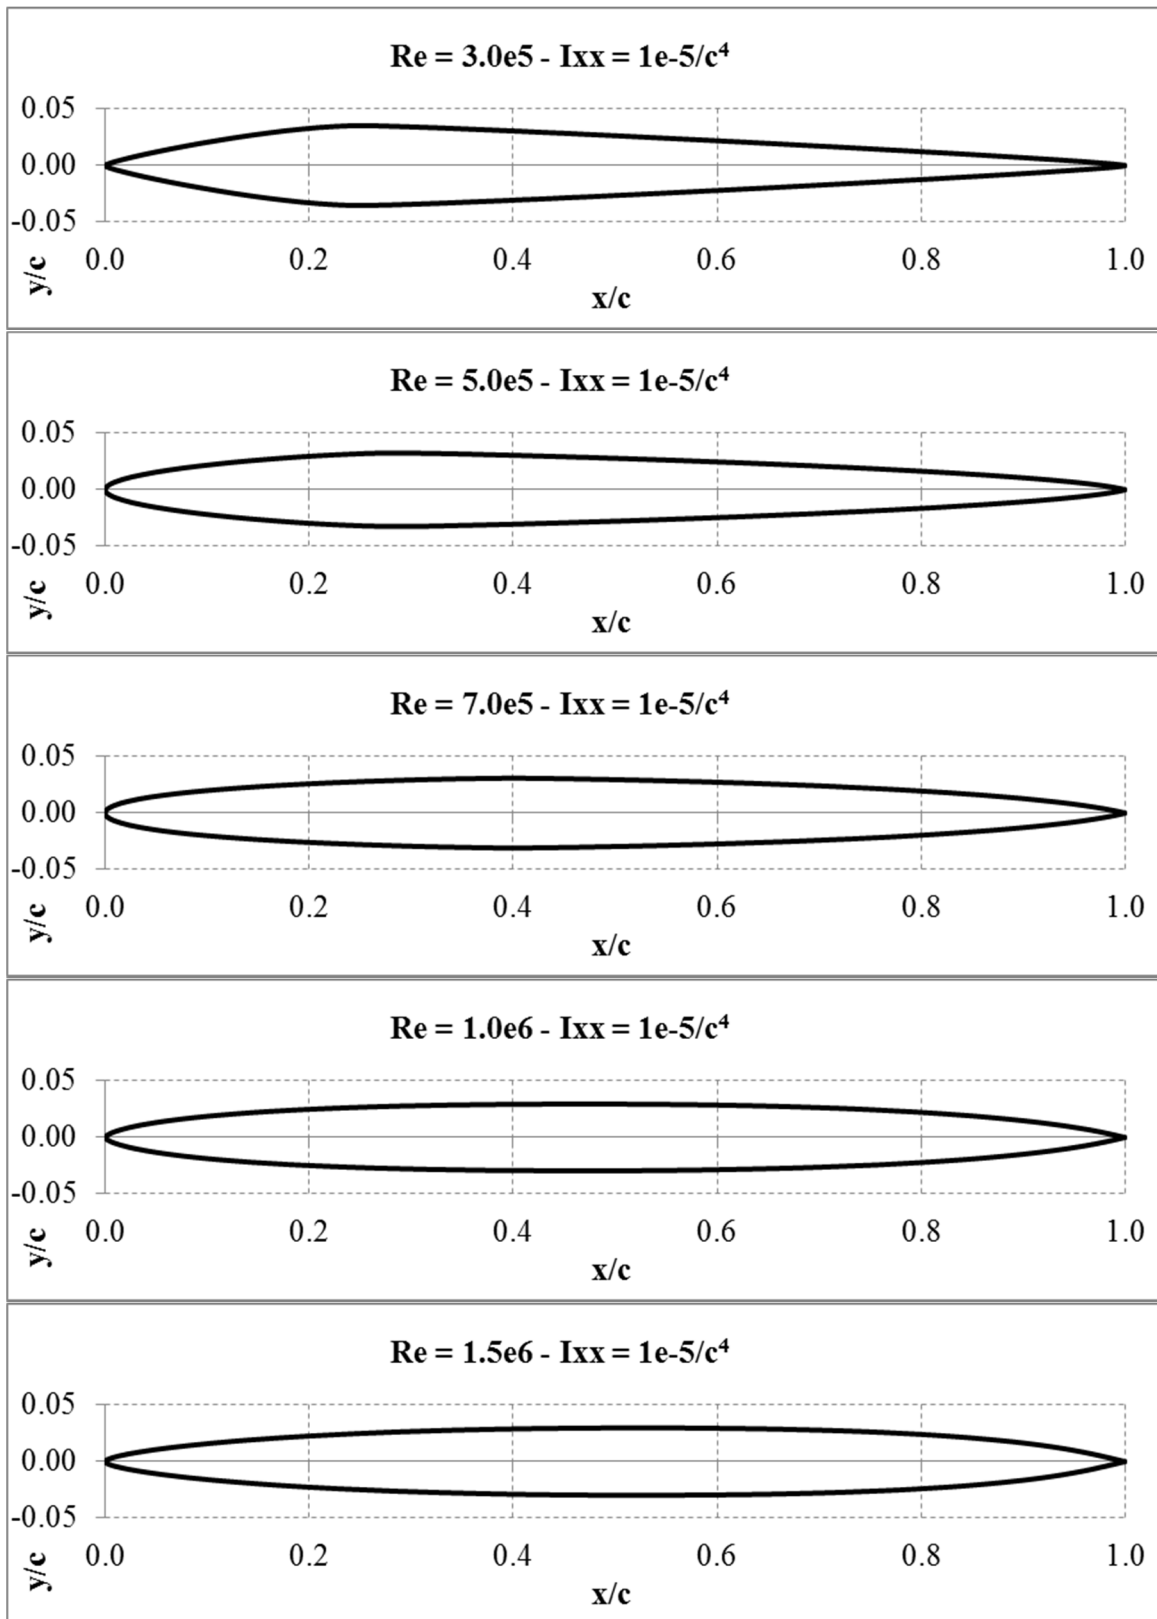 Re = 3.0e5 - Ixx = 1e-5/c⁴
0.05
0.00
-0.05
y/c
0.0 0.2 0.4 0.6 0.8 1.0
x/c
Re = 5.0e5 - Ixx = 1e-5/c⁴
0.05
0.00
-0.05
y/c
0.0 0.2 0.4 0.6 0.8 1.0
x/c
Re = 7.0e5 - Ixx = 1e-5/c⁴
0.05
0.00
-0.05
y/c
0.0 0.2 0.4 0.6 0.8 1.0
x/c
Re = 1.0e6 - Ixx = 1e-5/c⁴
0.05
0.00
-0.05
y/c
0.0 0.2 0.4 0.6 0.8 1.0
x/c
Re = 1.5e6 - Ixx = 1e-5/c⁴
0.05
0.00
-0.05
y/c
0.0 0.2 0.4 0.6 0.8 1.0
x/c